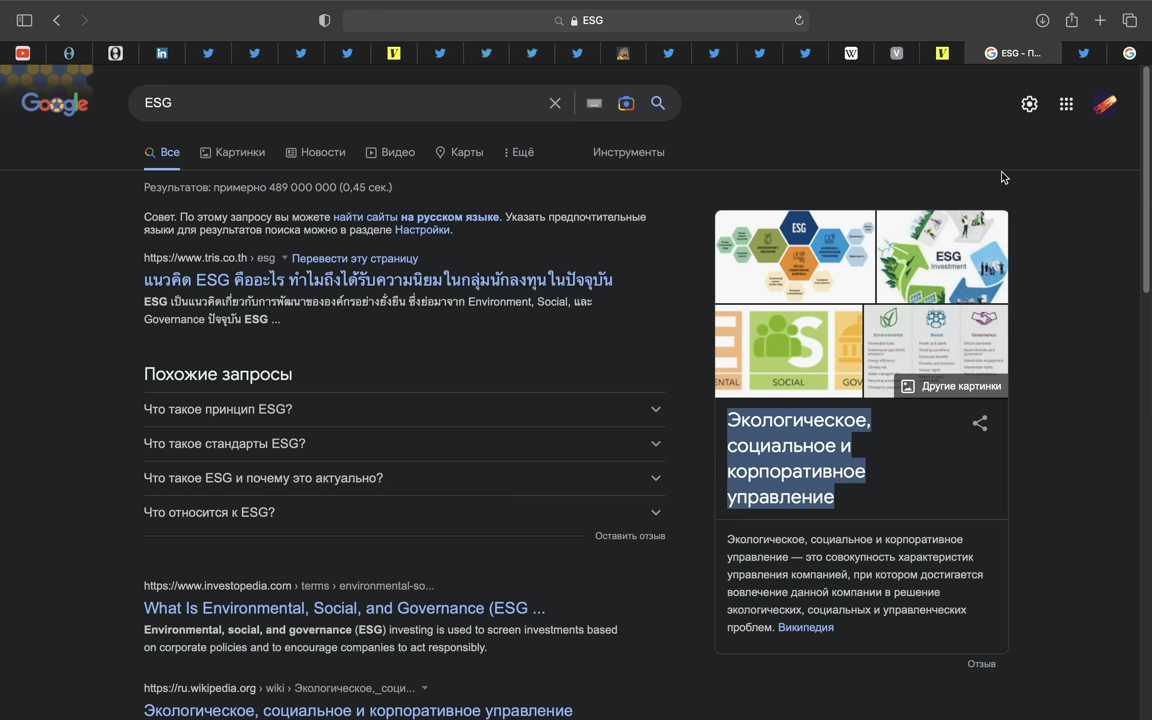 ESG
ESG - П...
Google
ESG
Все
Картинки
Новости
Видео
Карты
Ещё
Инструменты
Результатов: примерно 489 000 000 (0,45 сек.)
Совет. По этому запросу вы можете найти сайты на русском языке. Указать предпочтительные
языки для результатов поиска можно в разделе Настройки.
https://www.tris.co.th › esg
Перевести эту страницу
แนวคิด ESG คืออะไร ทำไมถึงได้รับความนิยมในกลุ่มนักลงทุนในปัจจุบัน
ESG เป็นแนวคิดเกี่ยวกับการพัฒนาขององค์กรอย่างยั่งยืน ซึ่งย่อมาจาก Environment, Social, และ
Governance ปัจจุบัน ESG ...
Похожие запросы
Что такое принцип ESG?
Что такое стандарты ESG?
Что такое ESG и почему это актуально?
Что относится к ESG?
Оставить отзыв
https://www.investopedia.com › terms › environmental-so...
What Is Environmental, Social, and Governance (ESG ...
Environmental, social, and governance (ESG) investing is used to screen investments based
on corporate policies and to encourage companies to act responsibly.
https://ru.wikipedia.org › wiki › Экологическое,_соци...
Экологическое, социальное и корпоративное управление
ESG
ESG
Investment
E S G
ENTAL
SOCIAL
GOV
Environmental
Social
Governance
Другие картинки
Экологическое,
социальное и
корпоративное
управление
Экологическое, социальное и корпоративное
управление — это совокупность характеристик
управления компанией, при котором достигается
вовлечение данной компании в решение
экологических, социальных и управленческих
проблем. Википедия
Отзыв